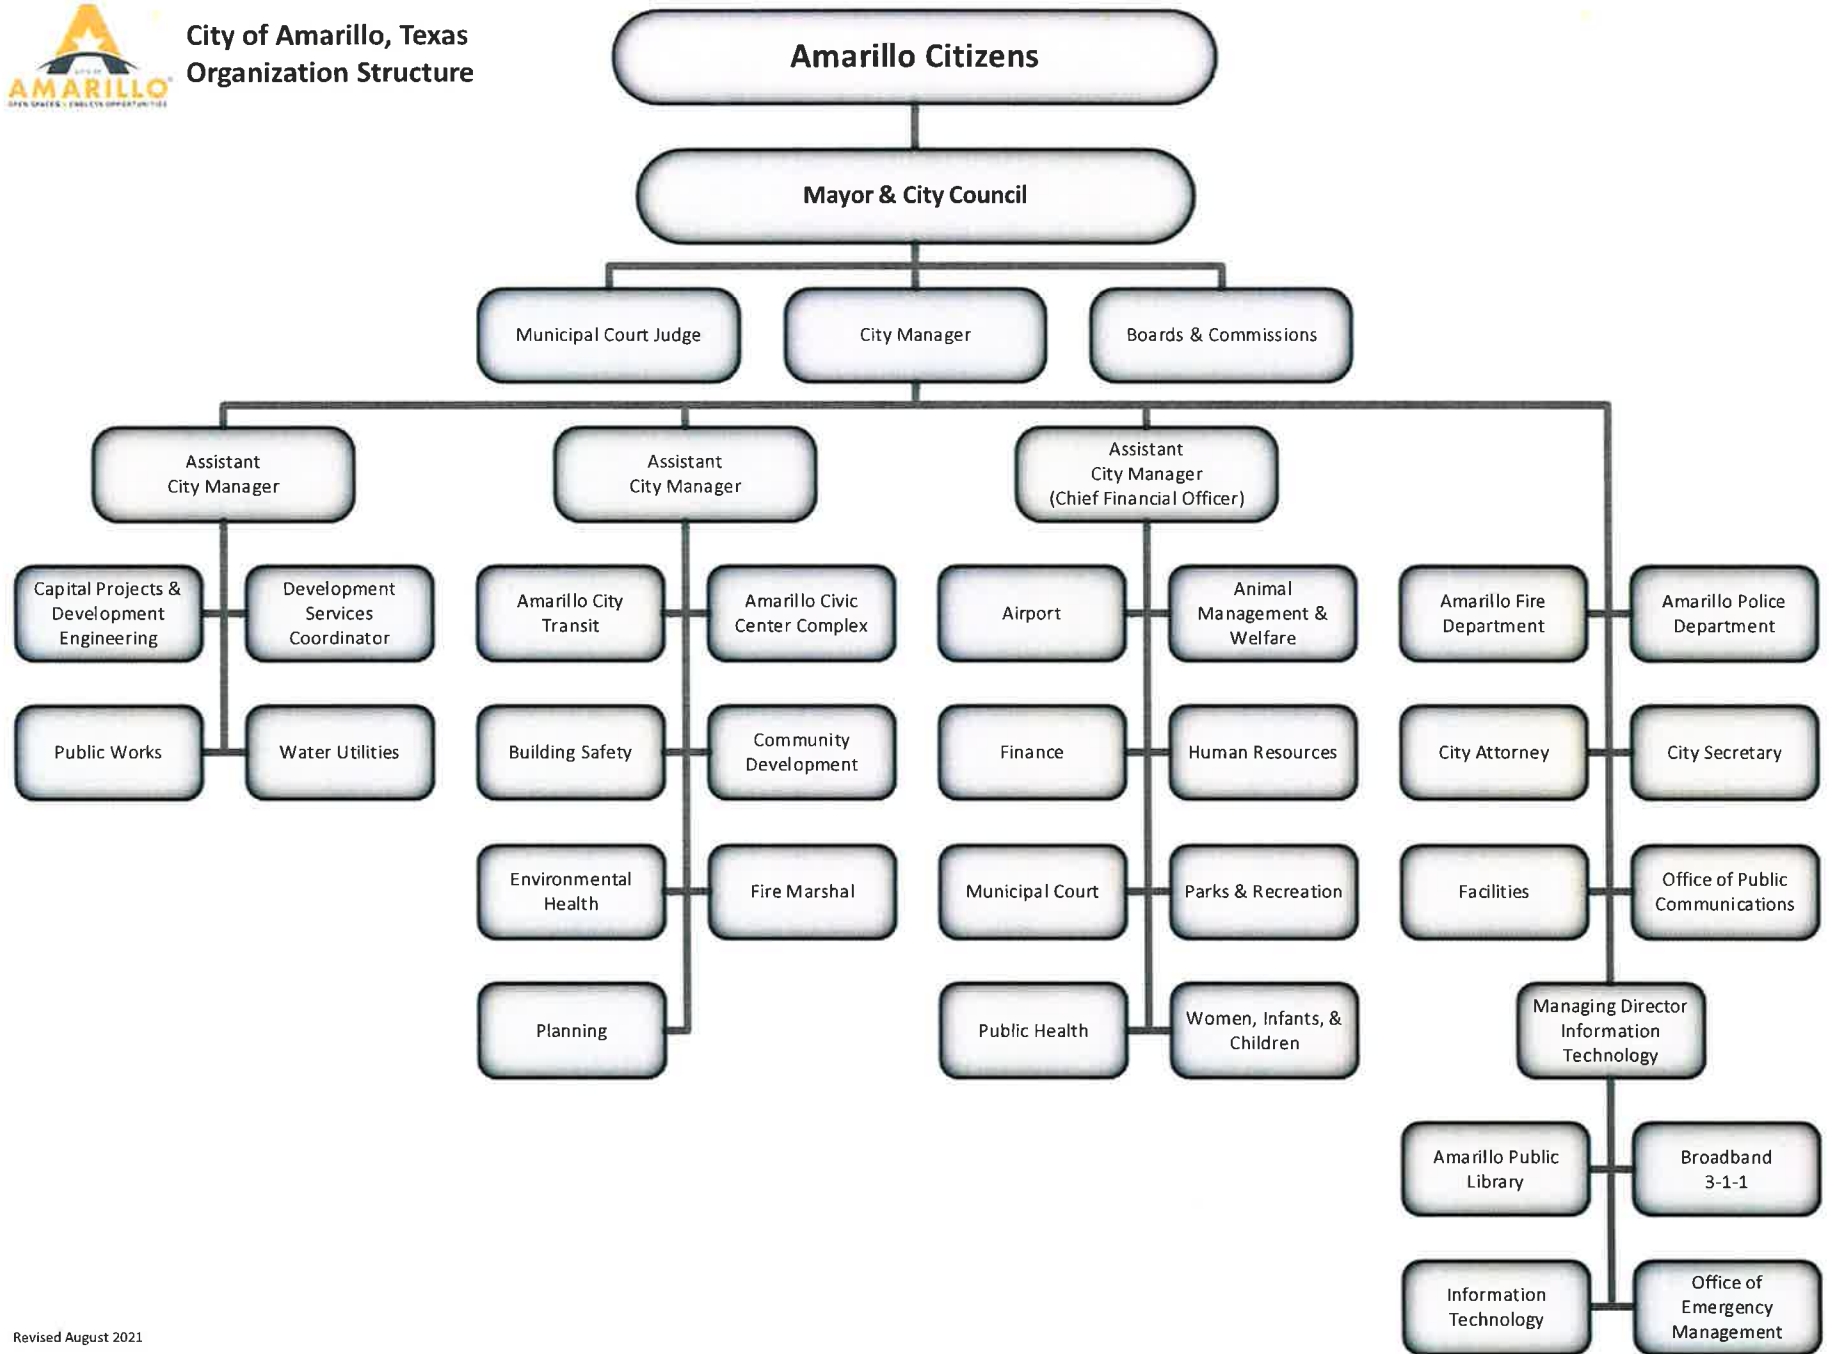 City of Amarillo, Texas
Organization Structure
AMARILLO
OPEN SPACES ENDLESS OPPORTUNITIES
Amarillo Citizens
Mayor & City Council
Municipal Court Judge
City Manager
Boards & Commissions
Assistant
City Manager
Assistant
City Manager
Assistant
City Manager
(Chief Financial Officer)
Capital Projects &
Development
Engineering
Development
Services
Coordinator
Public Works
Water Utilities
Amarillo City
Transit
Amarillo Civic
Center Complex
Building Safety
Community
Development
Environmental
Health
Fire Marshal
Planning
Airport
Animal
Management &
Welfare
Finance
Human Resources
Municipal Court
Parks & Recreation
Public Health
Women, Infants, &
Children
Amarillo Fire
Department
Amarillo Police
Department
City Attorney
City Secretary
Facilities
Office of Public
Communications
Managing Director
Information
Technology
Amarillo Public
Library
Broadband
3-1-1
Information
Technology
Office of
Emergency
Management
Revised August 2021